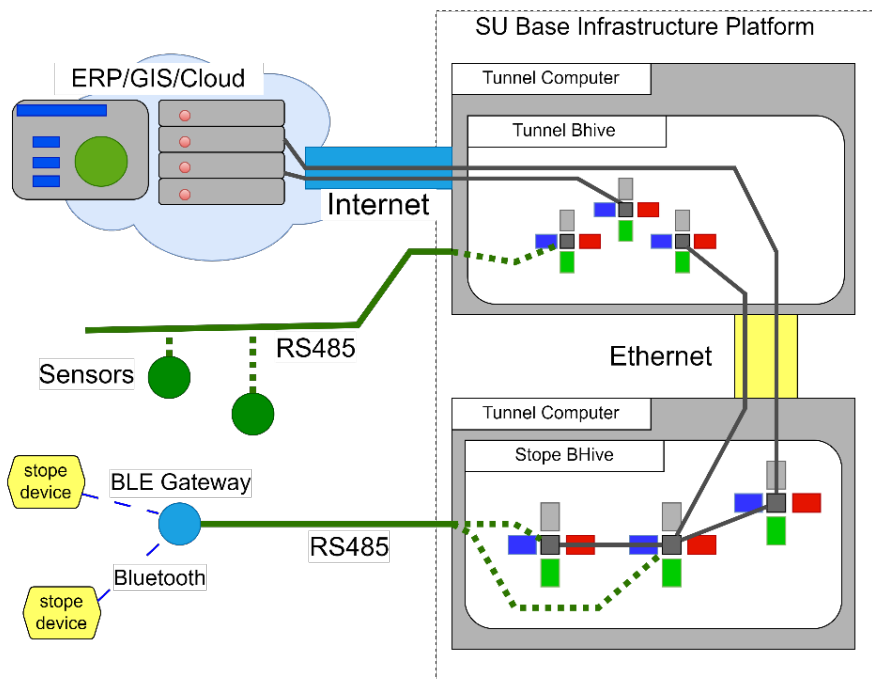 SU Base Infrastructure Platform
ERP/GIS/Cloud
Tunnel Computer
Tunnel Bhive
Internet
RS485
Sensors
Ethernet
Tunnel Computer
Stope BHive
stope
device
BLE Gateway
RS485
Bluetooth
stope
device